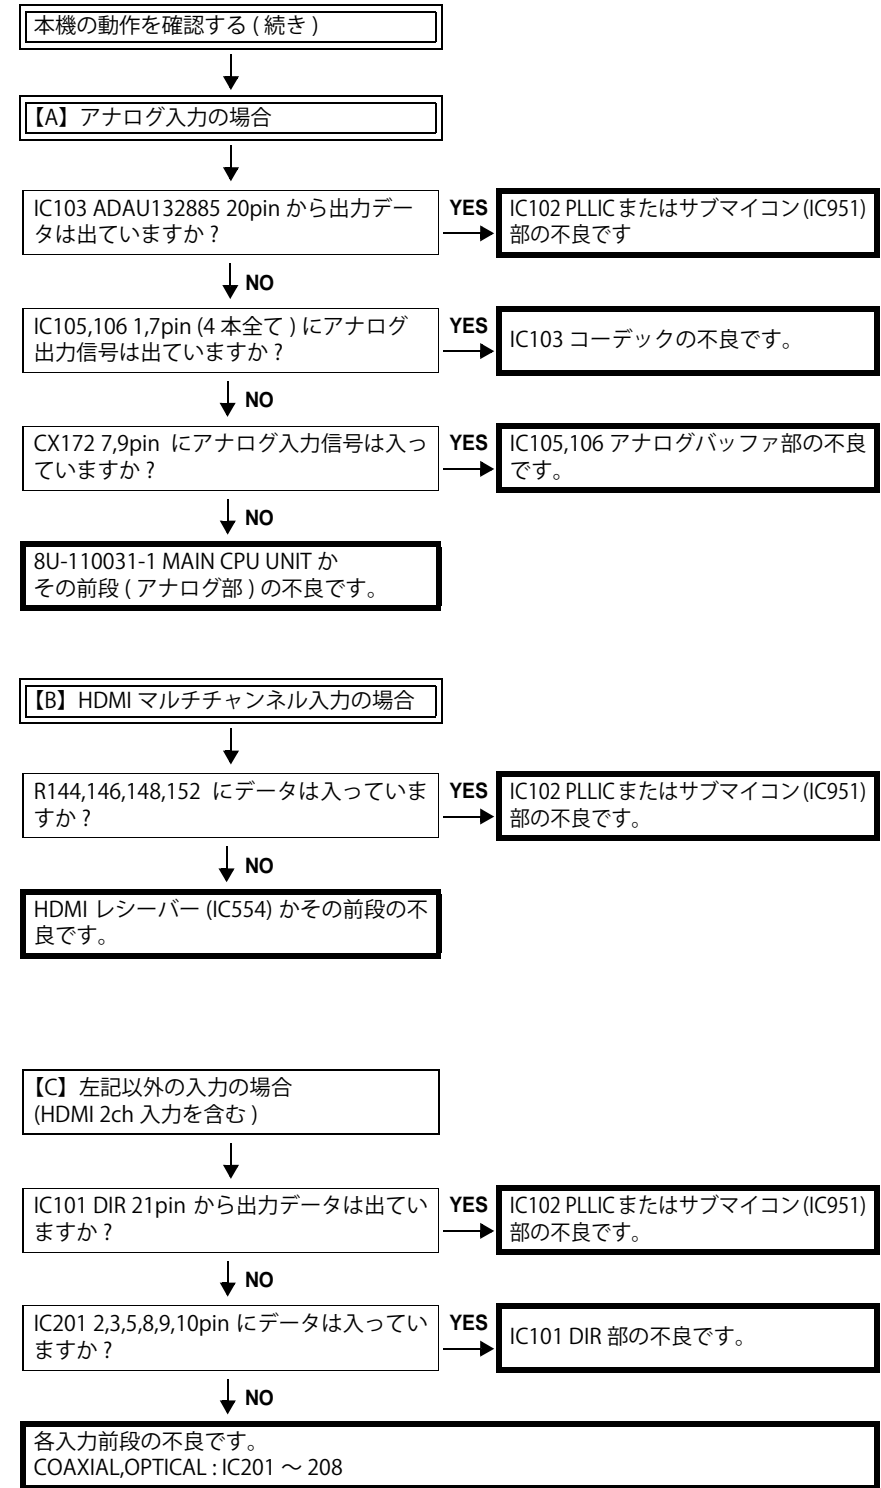 本機の動作を確認する ( 続き )
【A】アナログ入力の場合
IC103 ADAU132885 20pin から出力デー
タは出ていますか ?
YES
IC102 PLLICまたはサブマイコン(IC951)
部の不良です
NO
IC105,106 1,7pin (4 本全て ) にアナログ
出力信号は出ていますか ?
YES
IC103 コーデックの不良です。
NO
CX172 7,9pin にアナログ入力信号は入っ
ていますか ?
YES
IC105,106 アナログバッファ部の不良
です。
NO
8U-110031-1 MAIN CPU UNIT か
その前段 ( アナログ部 ) の不良です。
【B】HDMI マルチチャンネル入力の場合
R144,146,148,152 にデータは入っていま
すか ?
YES
IC102 PLLICまたはサブマイコン(IC951)
部の不良です。
NO
HDMI レシーバー (IC554) かその前段の不
良です。
【C】左記以外の入力の場合
(HDMI 2ch 入力を含む )
IC101 DIR 21pin から出力データは出てい
ますか ?
YES
IC102 PLLICまたはサブマイコン(IC951)
部の不良です。
NO
IC201 2,3,5,8,9,10pin にデータは入ってい
ますか ?
YES
IC101 DIR 部の不良です。
NO
各入力前段の不良です。
COAXIAL,OPTICAL : IC201 ～ 208